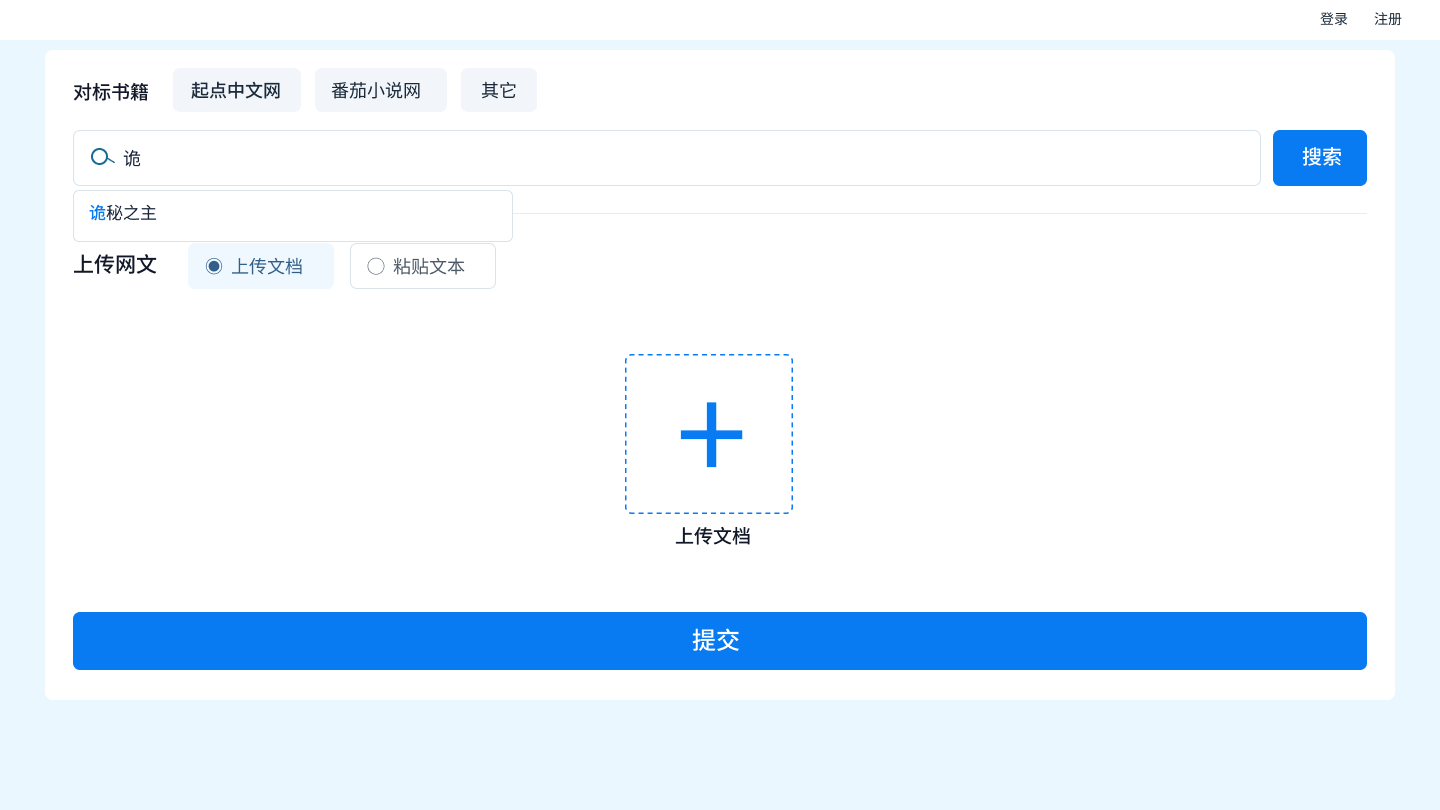 登录 注册
对标书籍 起点中文网 番茄小说网 其它
诡 搜索
诡秘之主
上传网文 上传文档 粘贴文本
上传文档
提交